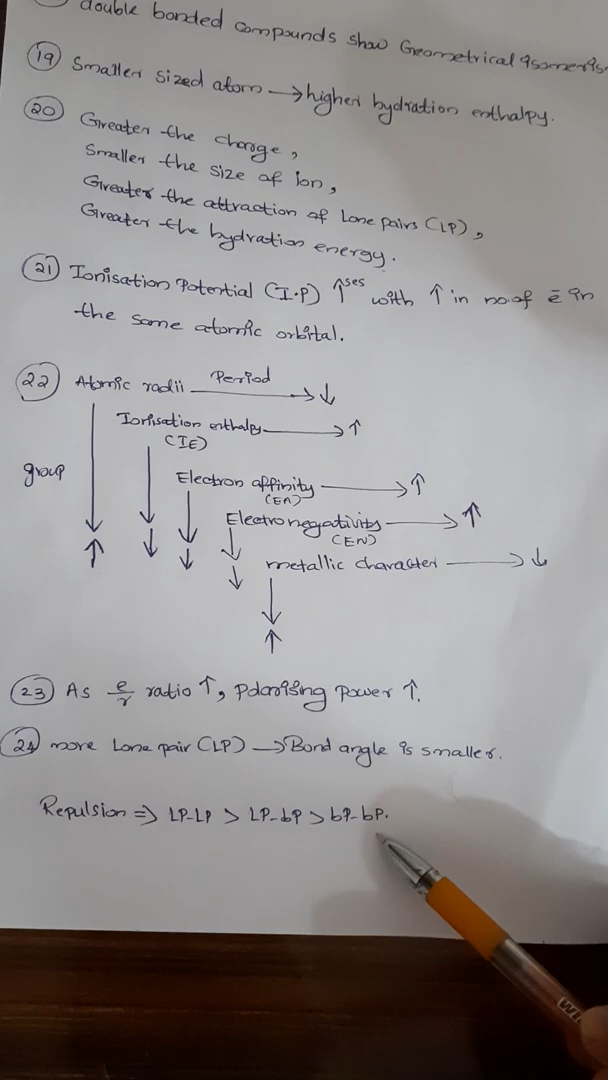 double bonded compounds show Geometrical isomeris
(19) Smaller sized atom → higher hydration enthalpy.
(20) Greater the charge,
Smaller the size of ion,
Greater the attraction of Lone pairs (LP),
Greater the hydration energy.
(21) Ionisation Potential (I.P) ↑ses with ↑ in no of ē in
the same atomic orbital.
(22) Atomic radii Period → ↓
Ionisation enthalpy → ↑
(IE)
group
Electron affinity → ↑
(EA)
Electronegativity → ↑
(EN)
metallic character → ↓
(23) As e/r ratio ↑, Polarising Power ↑.
(24) more Lone pair (LP) → Bond angle is smaller.
Repulsion ⇒ LP-LP > LP-bP > bP-bP.